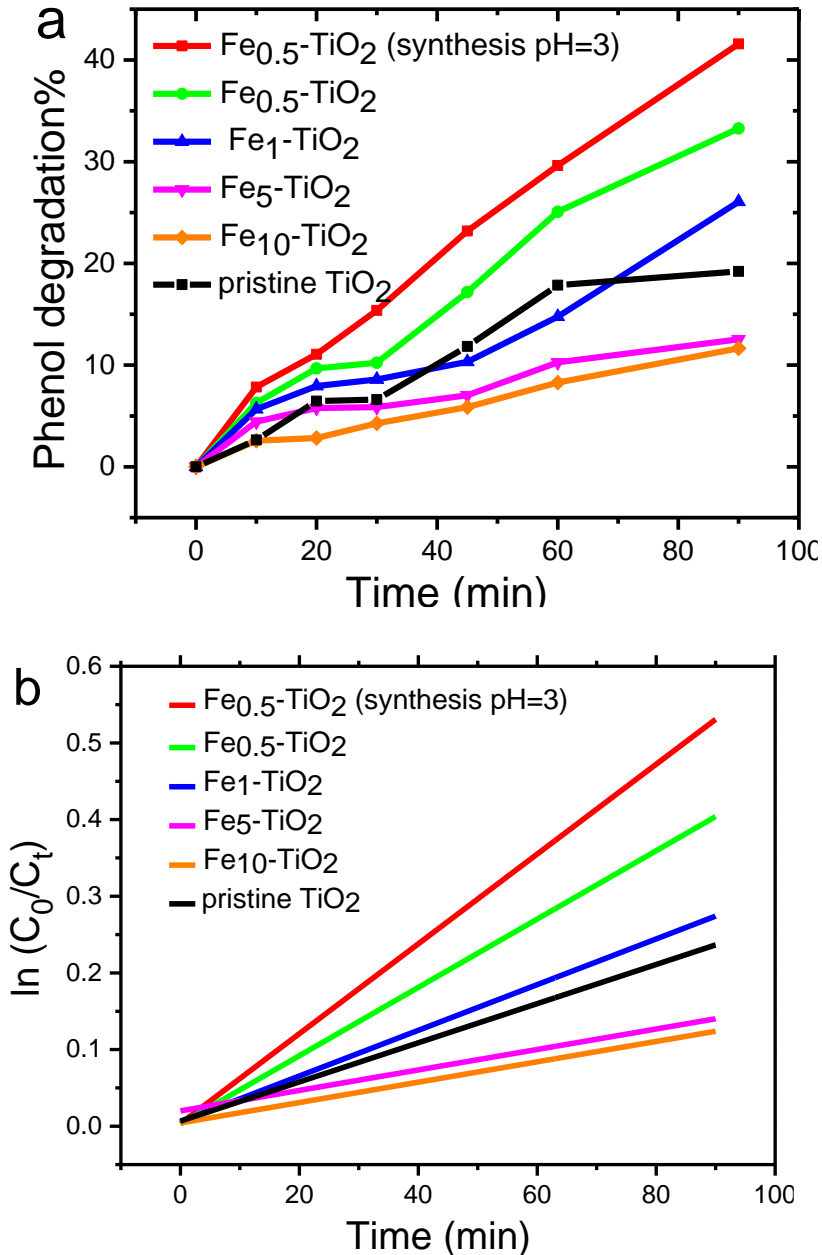 a
Fe0.5-TiO2 (synthesis pH=3)
Fe0.5-TiO2
Fe1-TiO2
Fe5-TiO2
Fe10-TiO2
pristine TiO2
Phenol degradation%
40
30
20
10
0
0 20 40 60 80 100
Time (min)
b
Fe0.5-TiO2 (synthesis pH=3)
Fe0.5-TiO2
Fe1-TiO2
Fe5-TiO2
Fe10-TiO2
pristine TiO2
ln (C0/Ct)
0.6
0.5
0.4
0.3
0.2
0.1
0.0
0 20 40 60 80 100
Time (min)